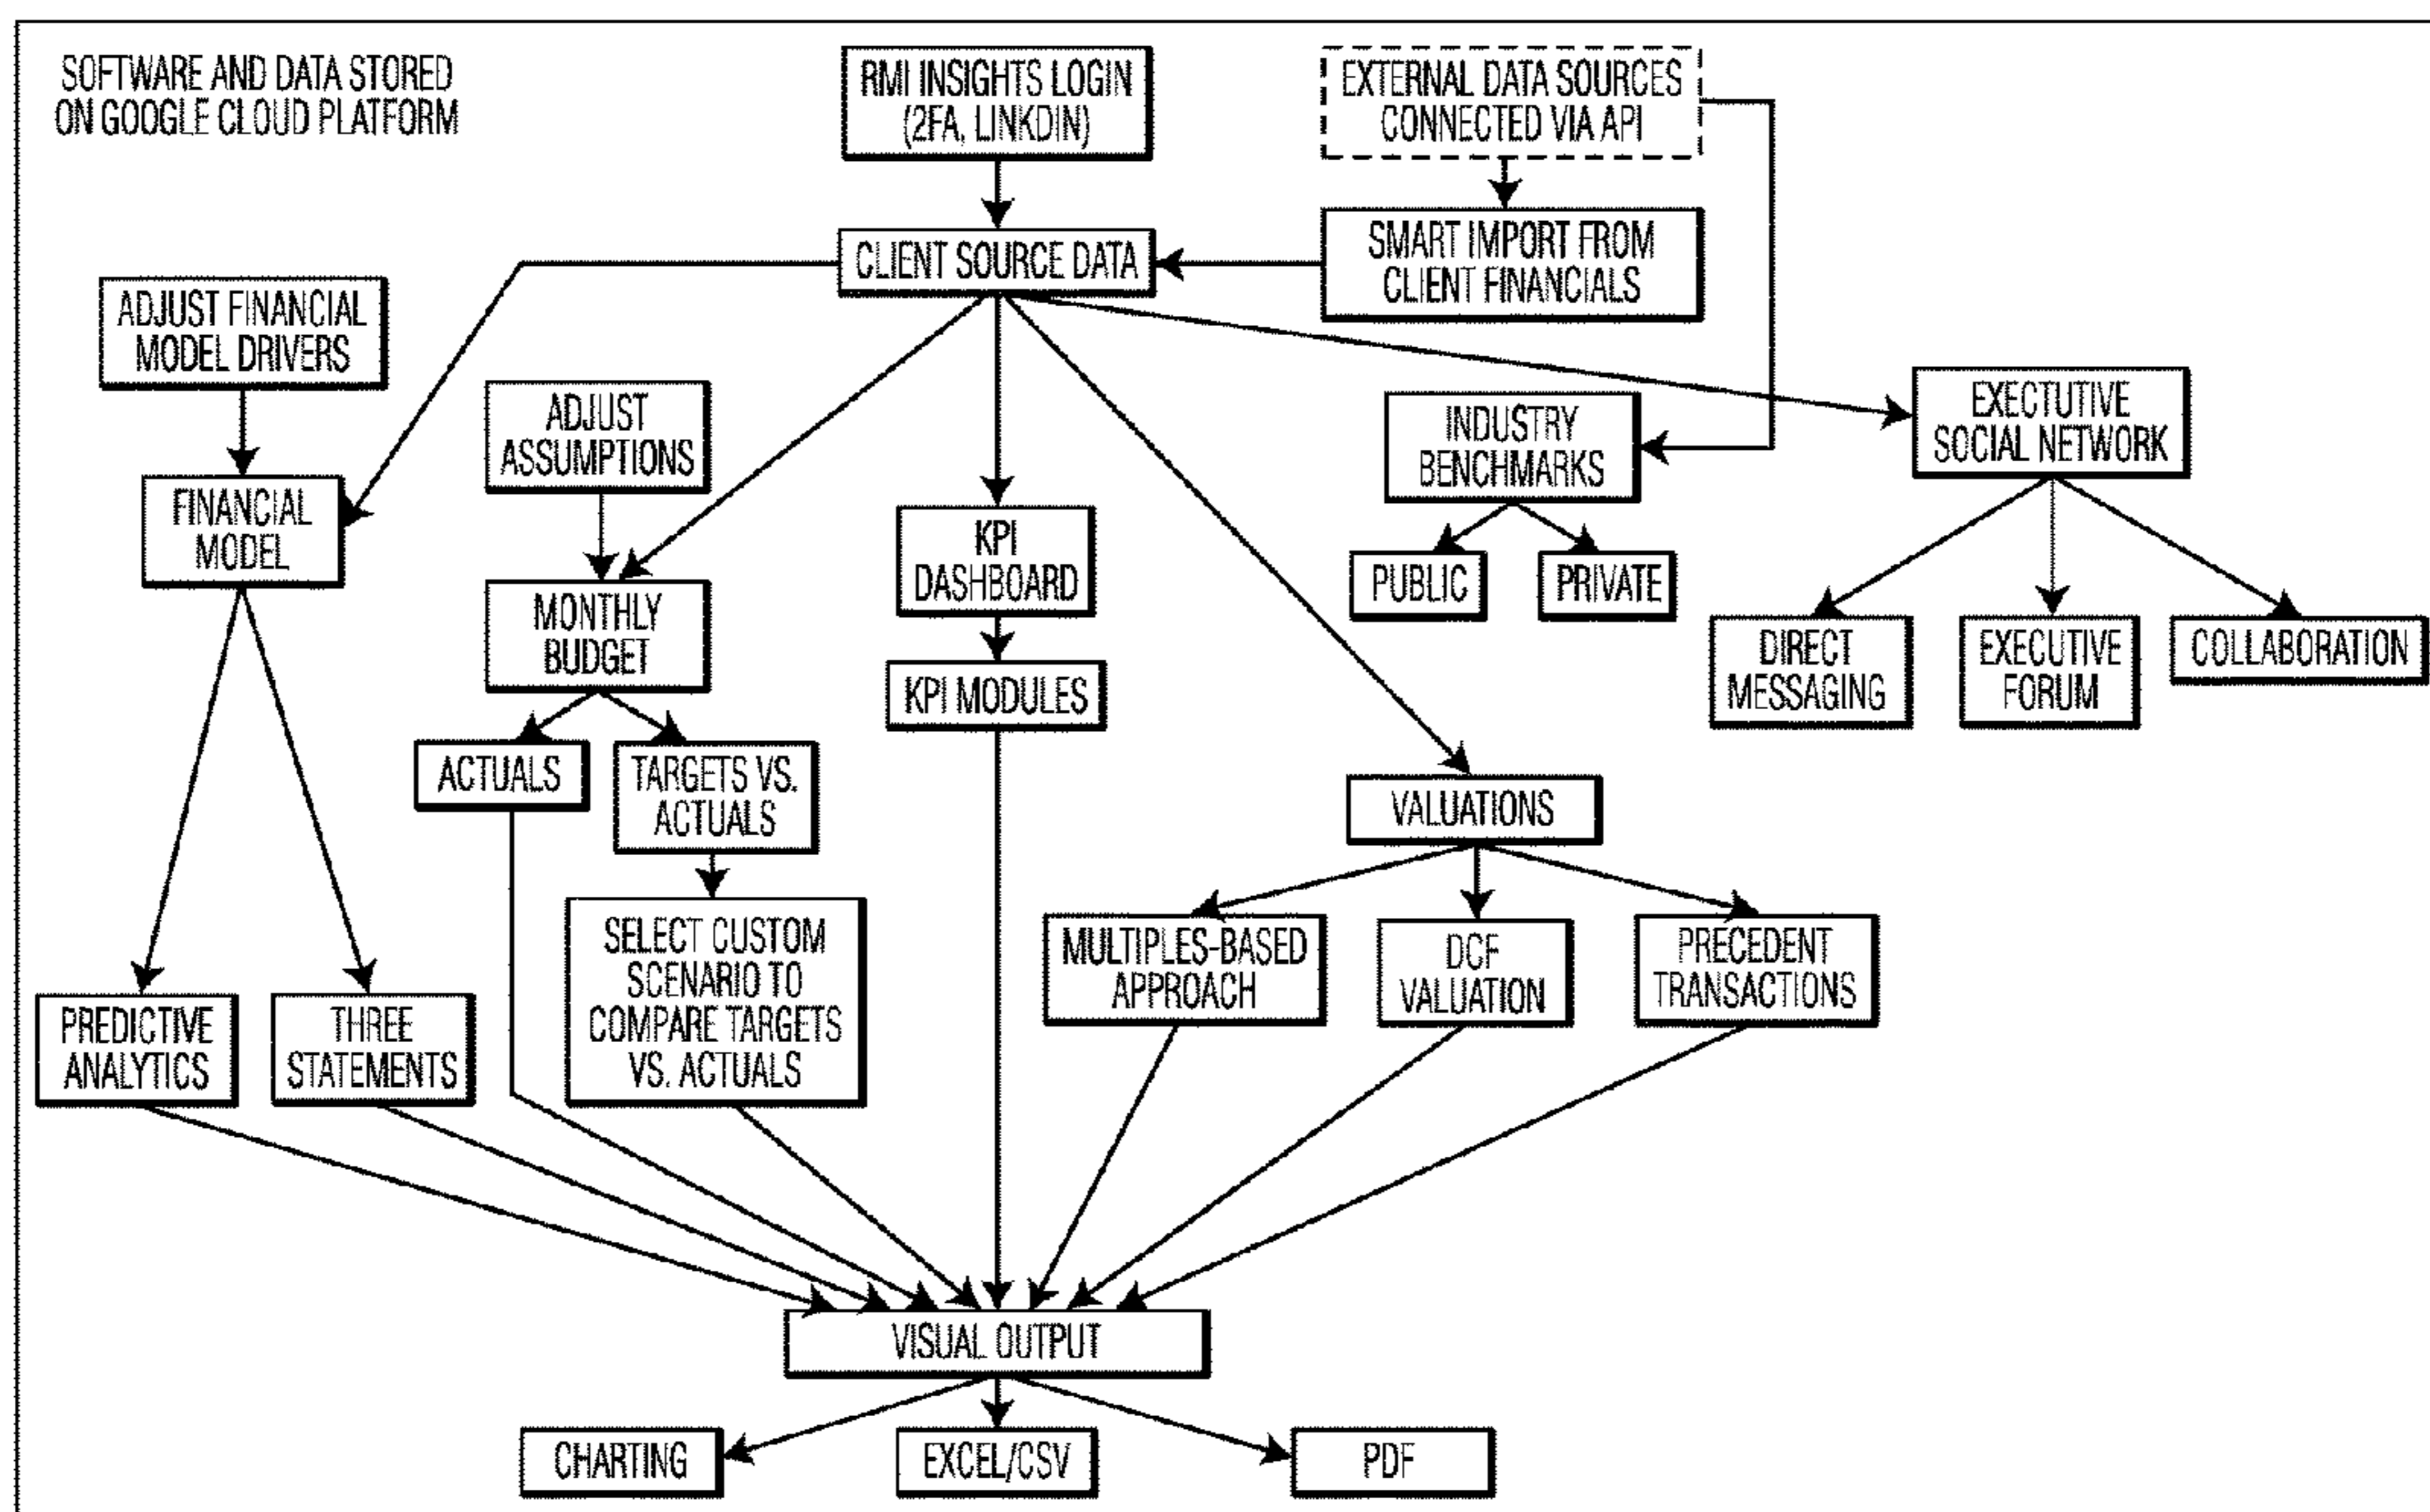 SOFTWARE AND DATA STORED
ON GOOGLE CLOUD PLATFORM
RMI INSIGHTS LOGIN
(2FA, LINKDIN)
EXTERNAL DATA SOURCES
CONNECTED VIA API
CLIENT SOURCE DATA
SMART IMPORT FROM
CLIENT FINANCIALS
ADJUST FINANCIAL
MODEL DRIVERS
ADJUST
ASSUMPTIONS
INDUSTRY
BENCHMARKS
EXECTUTIVE
SOCIAL NETWORK
FINANCIAL
MODEL
KPI
DASHBOARD
PUBLIC
PRIVATE
MONTHLY
BUDGET
DIRECT
MESSAGING
EXECUTIVE
FORUM
COLLABORATION
KPI MODULES
ACTUALS
TARGETS VS.
ACTUALS
VALUATIONS
SELECT CUSTOM
SCENARIO TO
COMPARE TARGETS
VS. ACTUALS
MULTIPLES-BASED
APPROACH
DCF
VALUATION
PRECEDENT
TRANSACTIONS
PREDICTIVE
ANALYTICS
THREE
STATEMENTS
VISUAL OUTPUT
CHARTING
EXCEL/CSV
PDF